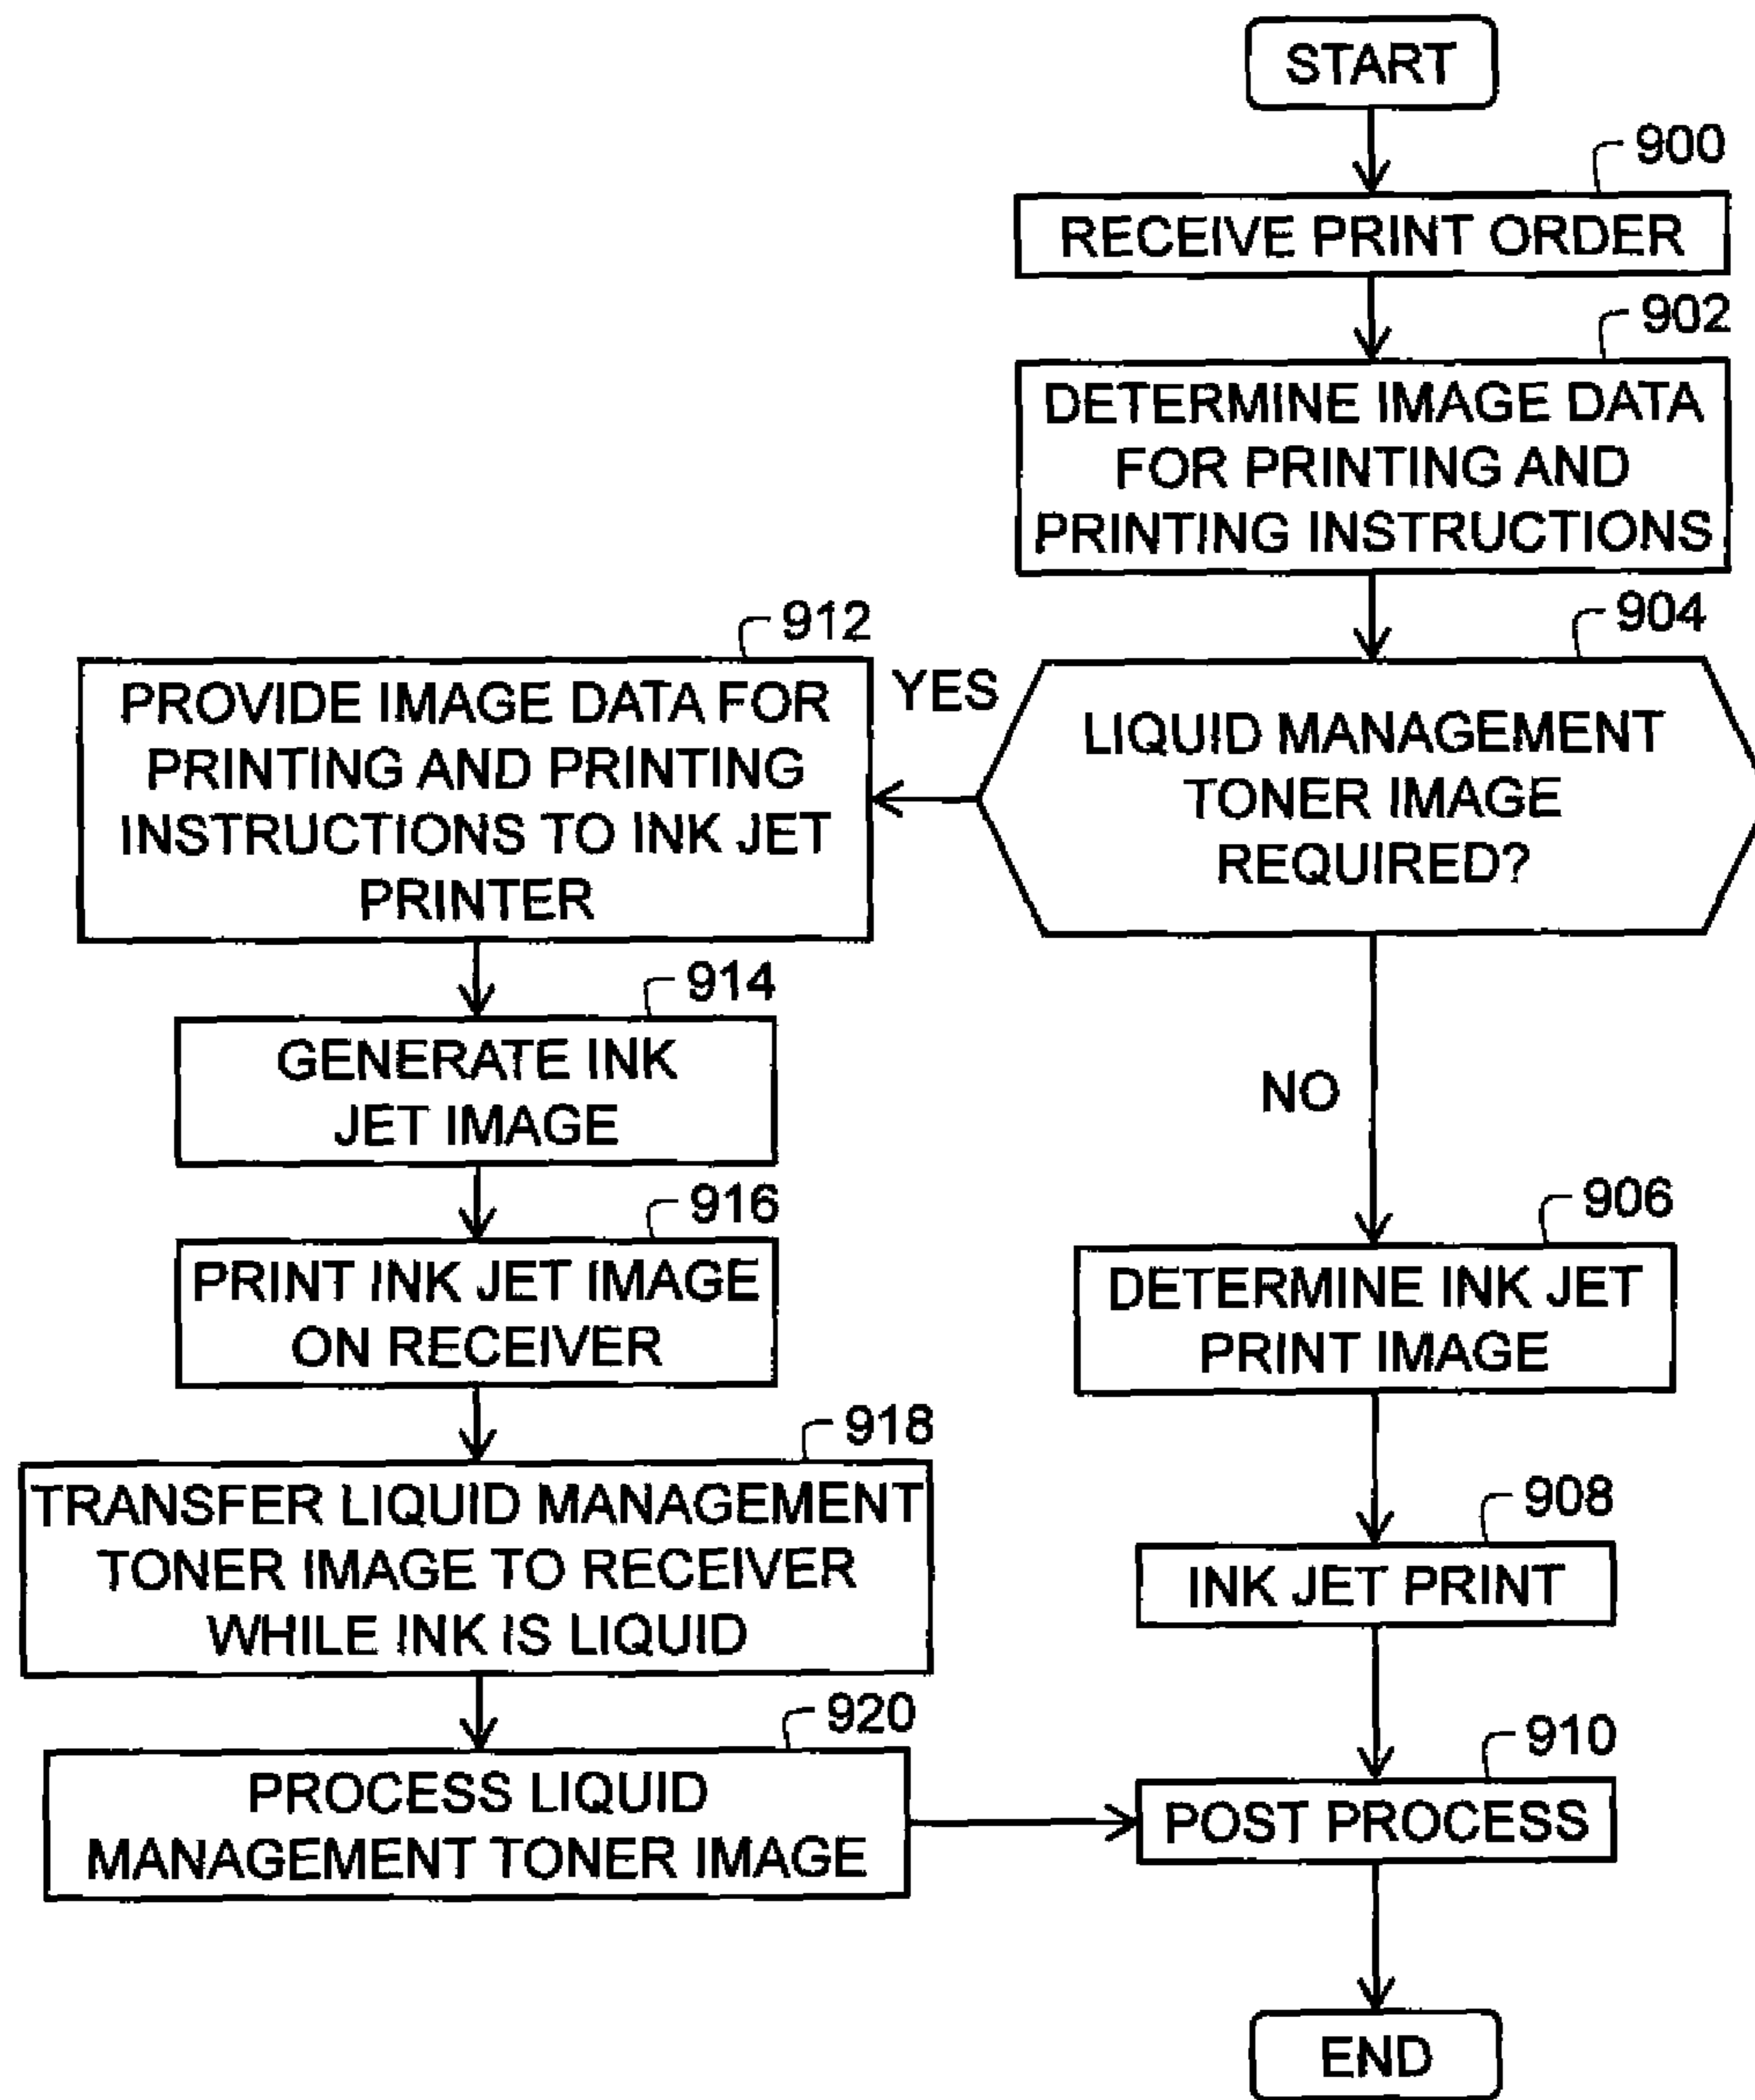 START
900
RECEIVE PRINT ORDER
902
DETERMINE IMAGE DATA
FOR PRINTING AND
PRINTING INSTRUCTIONS
904
LIQUID MANAGEMENT
TONER IMAGE
REQUIRED?
YES
912
PROVIDE IMAGE DATA FOR
PRINTING AND PRINTING
INSTRUCTIONS TO INK JET
PRINTER
914
GENERATE INK
JET IMAGE
916
PRINT INK JET IMAGE
ON RECEIVER
918
TRANSFER LIQUID MANAGEMENT
TONER IMAGE TO RECEIVER
WHILE INK IS LIQUID
920
PROCESS LIQUID
MANAGEMENT TONER IMAGE
NO
906
DETERMINE INK JET
PRINT IMAGE
908
INK JET PRINT
910
POST PROCESS
END